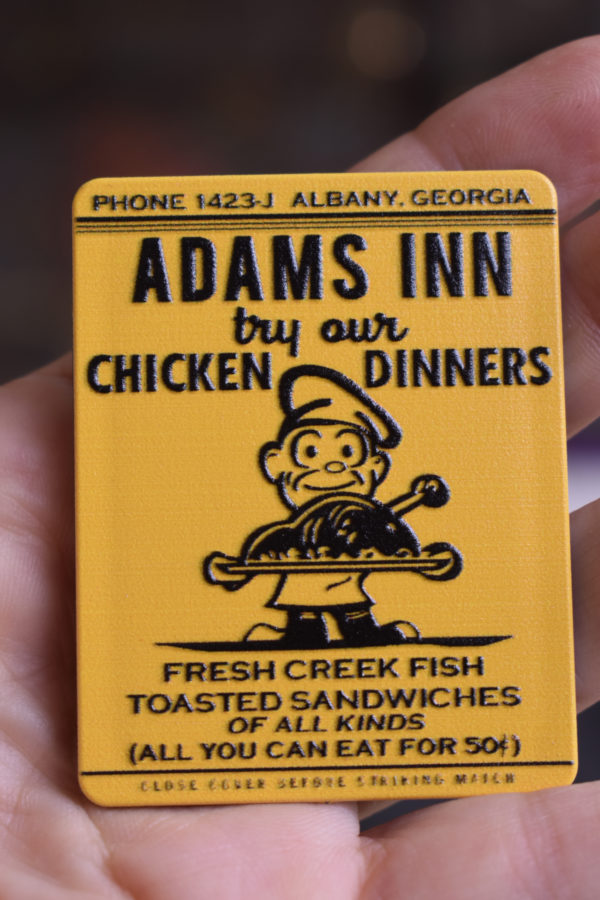 PHONE 1423-J ALBANY, GEORGIA
ADAMS INN
try our
CHICKEN DINNERS
FRESH CREEK FISH
TOASTED SANDWICHES
OF ALL KINDS
(ALL YOU CAN EAT FOR 50¢)
CLOSE COVER BEFORE STRIKING MATCH